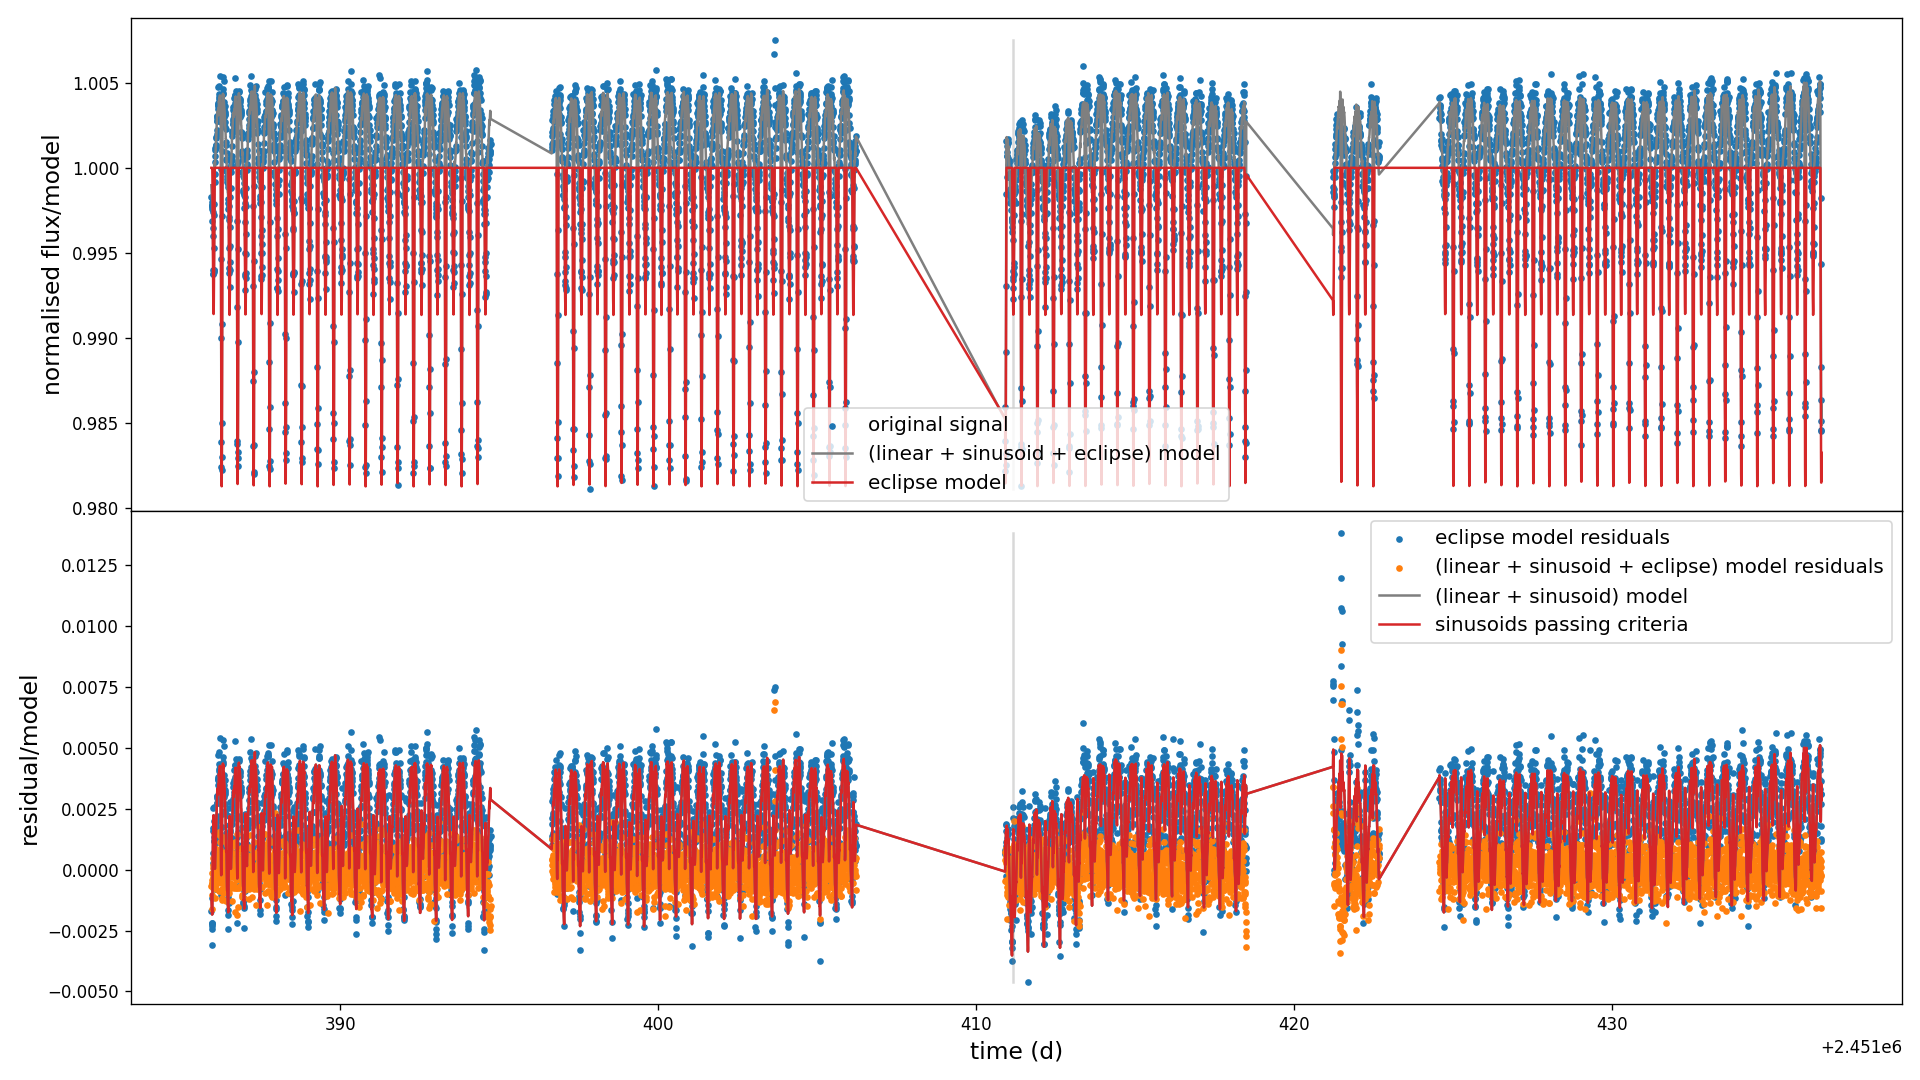 normalised flux/model
1.005
1.000
0.995
0.990
0.985
0.980
original signal
(linear + sinusoid + eclipse) model
eclipse model
residual/model
0.0125
0.0100
0.0075
0.0050
0.0025
0.0000
−0.0025
−0.0050
eclipse model residuals
(linear + sinusoid + eclipse) model residuals
(linear + sinusoid) model
sinusoids passing criteria
390
400
410
420
430
time (d)
+2.451e6